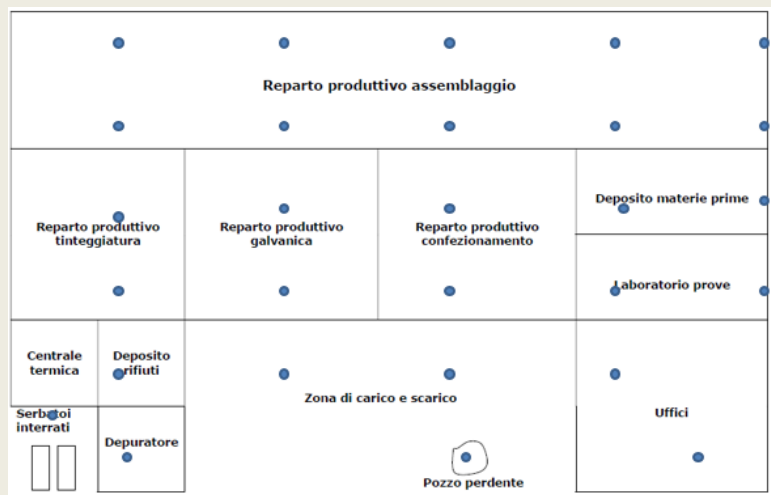 Reparto produttivo assemblaggio
Deposito materie prime
Reparto produttivo
tinteggiatura
Reparto produttivo
galvanica
Reparto produttivo
confezionamento
Laboratorio prove
Centrale
termica
Deposito
rifiuti
Zona di carico e scarico
Serbatoi
interrati
Uffici
Depuratore
Pozzo perdente